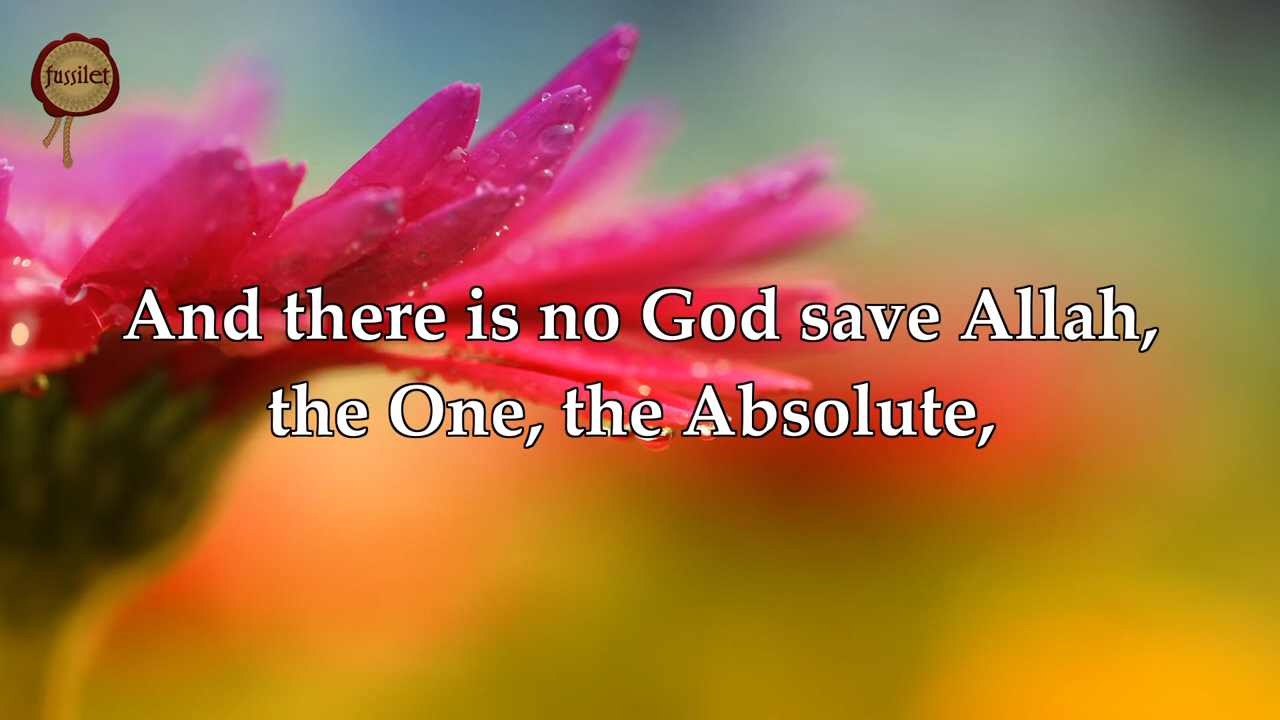 fussilet
And there is no God save Allah,
the One, the Absolute,